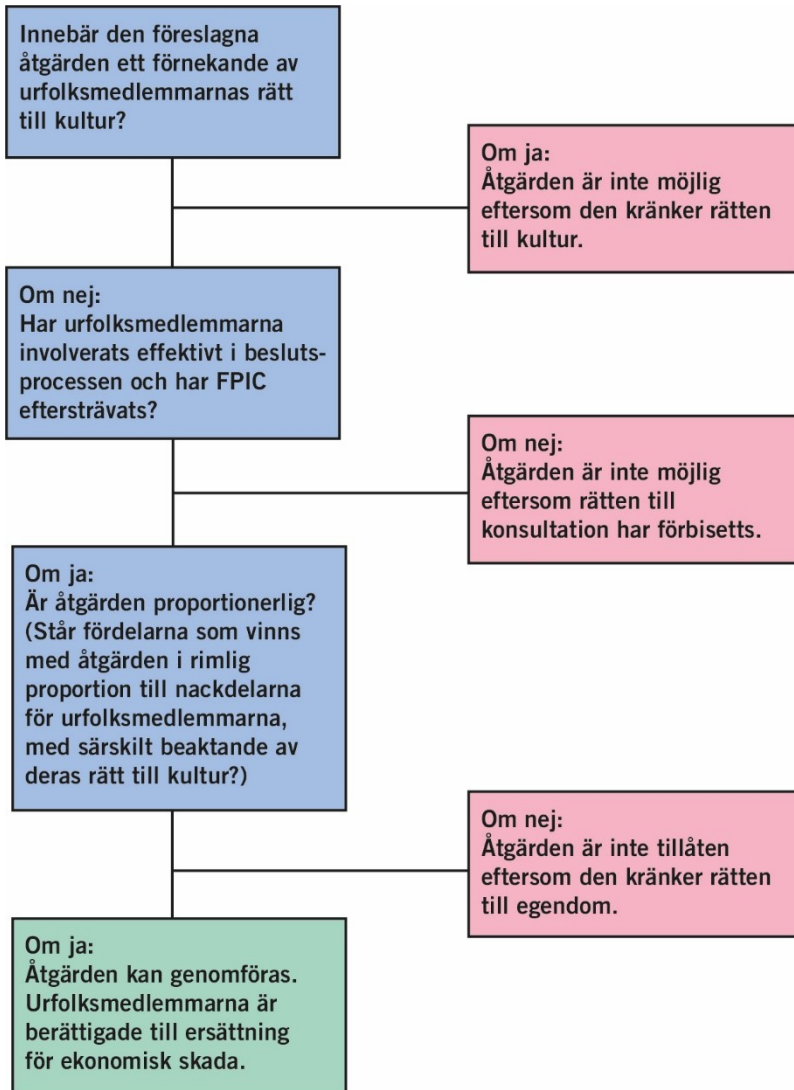 Innebär den föreslagna
åtgärden ett förnekande av
urfolksmedlemmarnas rätt
till kultur?
Om ja:
Åtgärden är inte möjlig
eftersom den kränker rätten
till kultur.
Om nej:
Har urfolksmedlemmarna
involverats effektivt i besluts-
processen och har FPIC
eftersträvats?
Om nej:
Åtgärden är inte möjlig
eftersom rätten till
konsultation har förbisetts.
Om ja:
Är åtgärden proportionerlig?
(Står fördelarna som vinns
med åtgärden i rimlig
proportion till nackdelarna
för urfolksmedlemmarna,
med särskilt beaktande av
deras rätt till kultur?)
Om nej:
Åtgärden är inte tillåten
eftersom den kränker rätten
till egendom.
Om ja:
Åtgärden kan genomföras.
Urfolksmedlemmarna är
berättigade till ersättning
för ekonomisk skada.